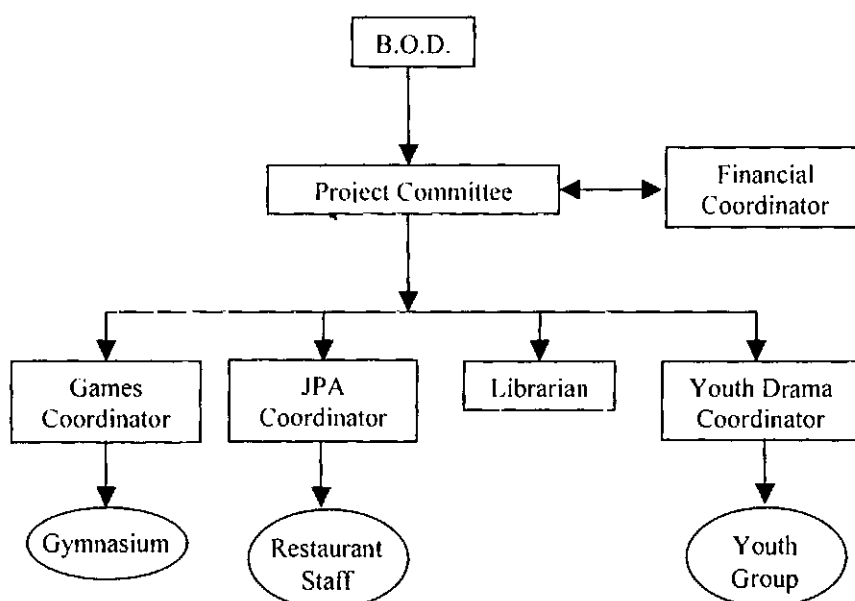 B.O.D.
Project Committee
Financial
Coordinator
Games
Coordinator
JPA
Coordinator
Librarian
Youth Drama
Coordinator
Gymnasium
Restaurant
Staff
Youth
Group